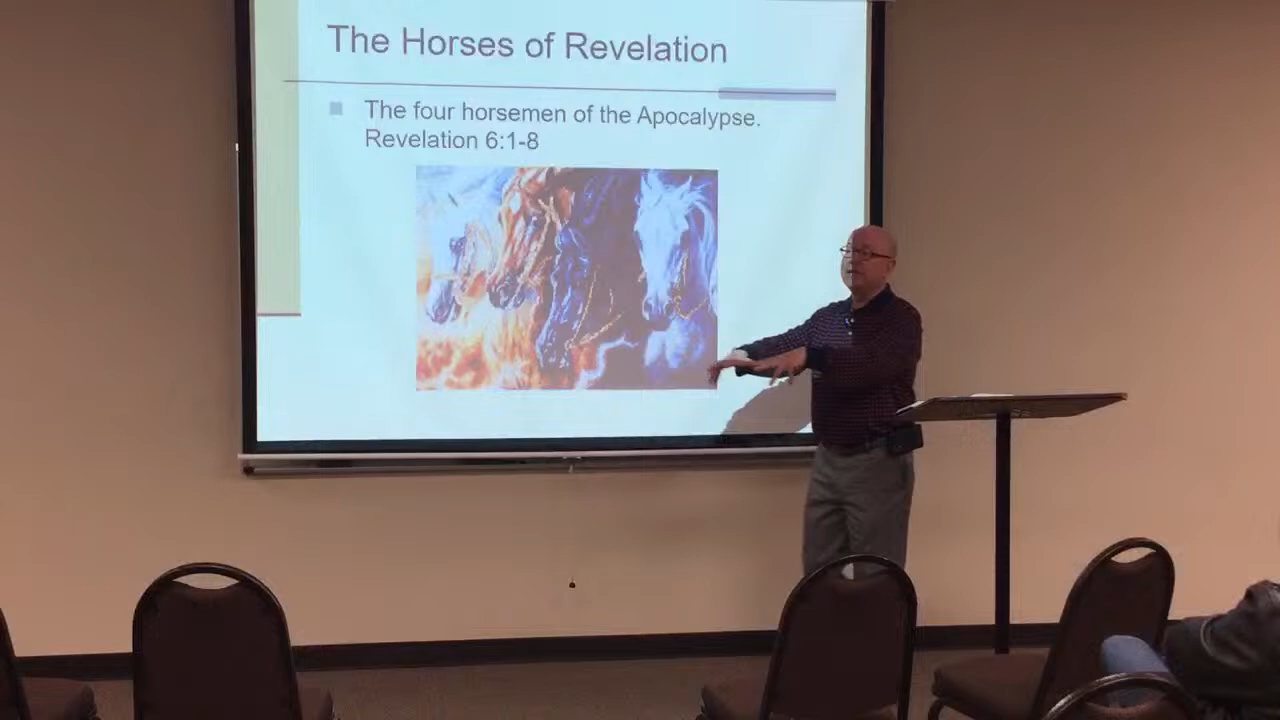 The Horses of Revelation
The four horsemen of the Apocalypse.
Revelation 6:1-8